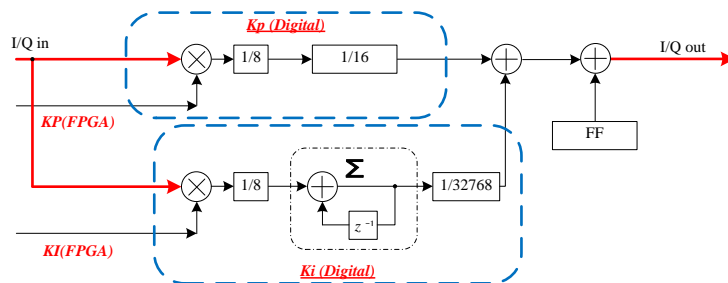 Kp (Digital)
I/Q in
I/Q out
1/8
1/16
KP(FPGA)
FF
Σ
1/8
1/32768
z⁻¹
KI(FPGA)
Ki (Digital)